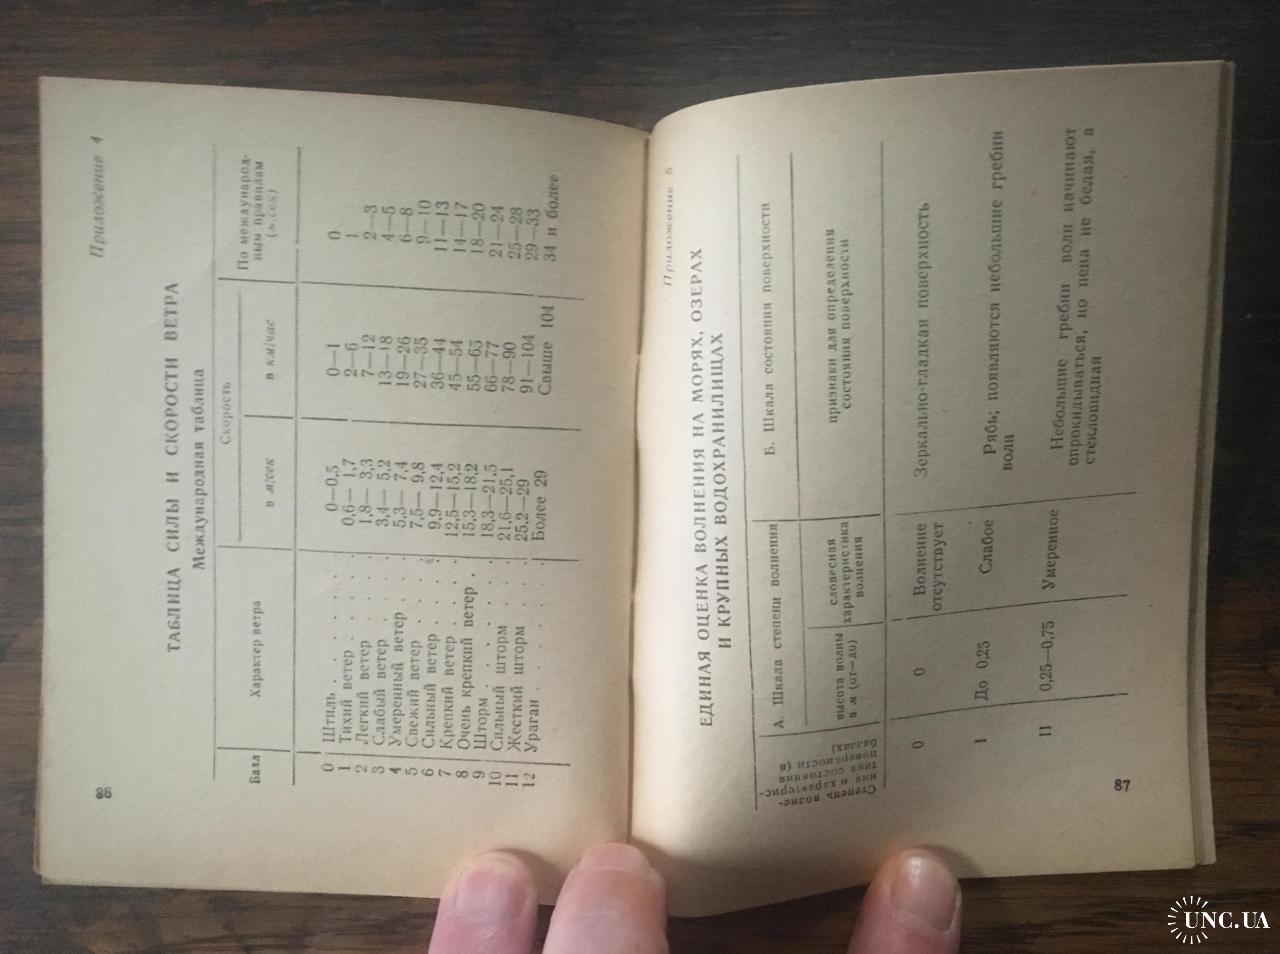 86
Приложение 4
ТАБЛИЦА СИЛЫ И СКОРОСТИ ВЕТРА
Международная таблица
Балл Характер ветра Скорость По международ-
ным правилам
(м.сек)
в м/сек в км/час
0 Штиль . . . . . 0—0,5 0—1 0
1 Тихий ветер . . . . 0,6— 1,7 2—6 1
2 Легкий ветер . . . . 1,8— 3,3 7—12 2—3
3 Слабый ветер . . . . 3,4— 5,2 13—18 4—5
4 Умеренный ветер . . 5,3— 7,4 19—26 6—8
5 Свежий ветер . . . . 7,5— 9,8 27—35 9—10
6 Сильный ветер . . . 9,9—12,4 36—44 11—13
7 Крепкий ветер . . . 12,5—15,2 45—54 14—17
8 Очень крепкий ветер . 15,3—18,2 55—65 18—20
9 Шторм . . . . . 18,3—21,5 66—77 21—24
10 Сильный шторм . . . 21,6—25,1 78—90 25—28
11 Жесткий шторм . . . 25,2—29 91—104 29—33
12 Ураган . . . . . Более 29 Свыше 104 34 и более
Приложение 5
ЕДИНАЯ ОЦЕНКА ВОЛНЕНИЯ НА МОРЯХ, ОЗЕРАХ
И КРУПНЫХ ВОДОХРАНИЛИЩАХ
Степень волне-
ния и характерис-
тика состояния
поверхности (в
баллах)
А. Шкала степени волнения
Б. Шкала состояния поверхности
высота волны
в м (от—до)
словесная
характеристика
волнения
признаки для определения
состояния поверхности
0 0 Волнение
отсутствует
Зеркально-гладкая поверхность
I До 0,25 Слабое Рябь; появляются небольшие гребни
волн
II 0,25—0,75 Умеренное Небольшие гребни волн начинают
опрокидываться, но пена не белая, а
стекловидная
87
UNC.UA